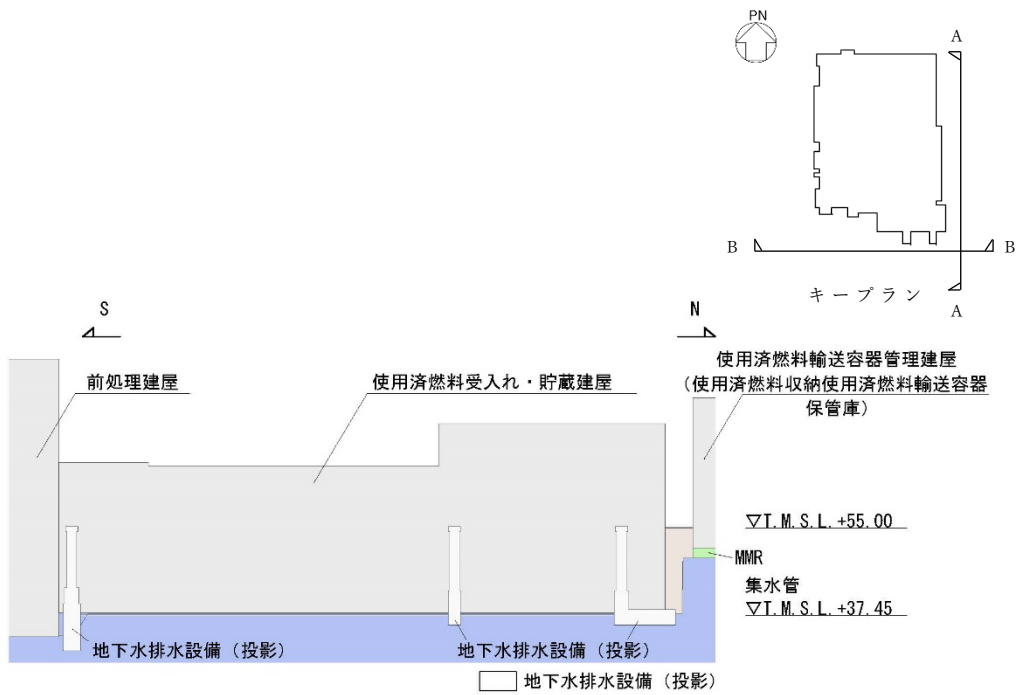 PN
A
B
B
キープラン
A
S
N
前処理建屋
使用済燃料受入れ・貯蔵建屋
使用済燃料輸送容器管理建屋
（使用済燃料収納使用済燃料輸送容器
保管庫）
▽T.M.S.L.+55.00
MMR
集水管
▽T.M.S.L.+37.45
地下水排水設備（投影）
地下水排水設備（投影）
地下水排水設備（投影）